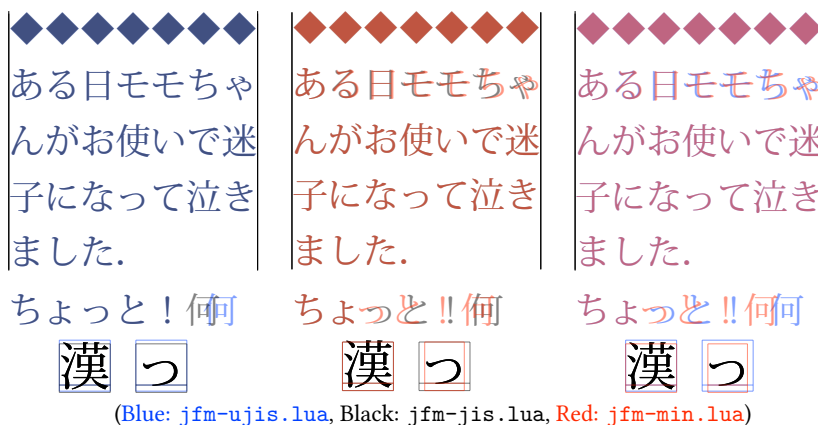 ◆◆◆◆◆◆◆
ある日モモちゃ
んがお使いで迷
子になって泣き
ました.
ちょっと！何
漢 っ
◆◆◆◆◆◆◆
ある日モモちゃ
んがお使いで迷
子になって泣き
ました.
ちょっと！何
漢 っ
◆◆◆◆◆◆◆
ある日モモちゃ
んがお使いで迷
子になって泣き
ました.
ちょっと！何
漢 っ
(Blue: jfm-ujis.lua, Black: jfm-jis.lua, Red: jfm-min.lua)